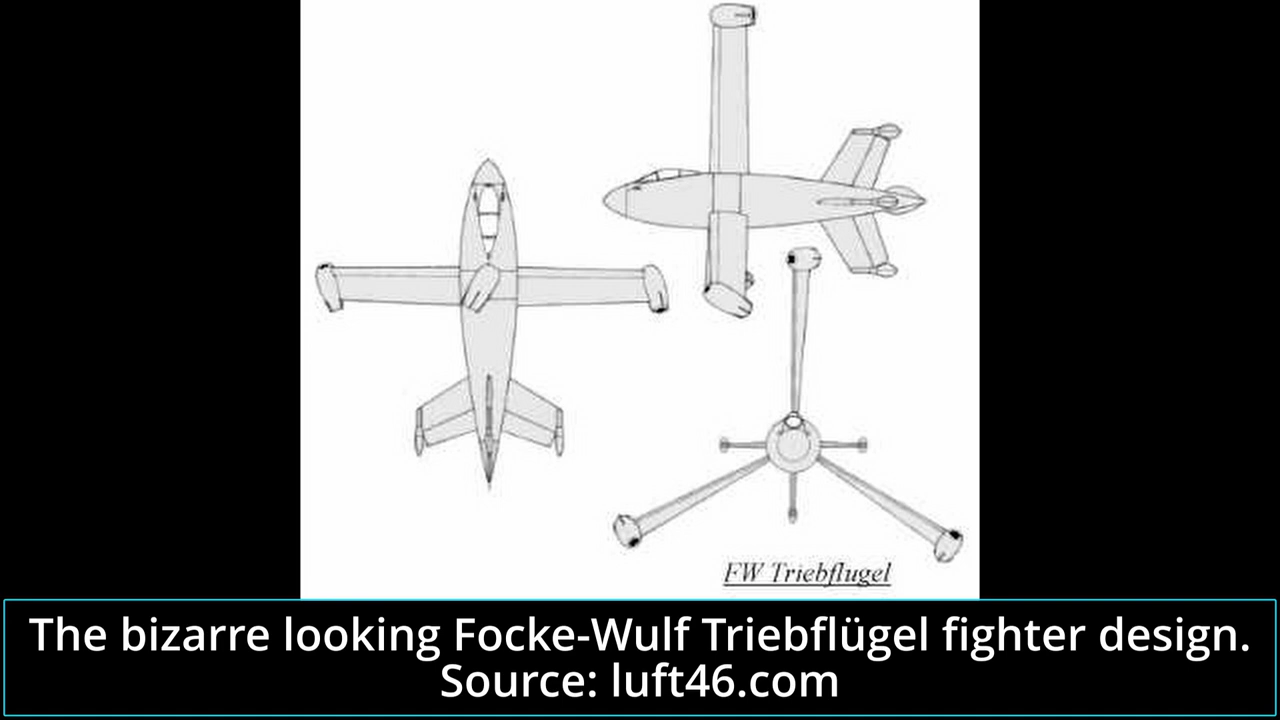 FW Triebflugel
The bizarre looking Focke-Wulf Triebflügel fighter design.
Source: luft46.com